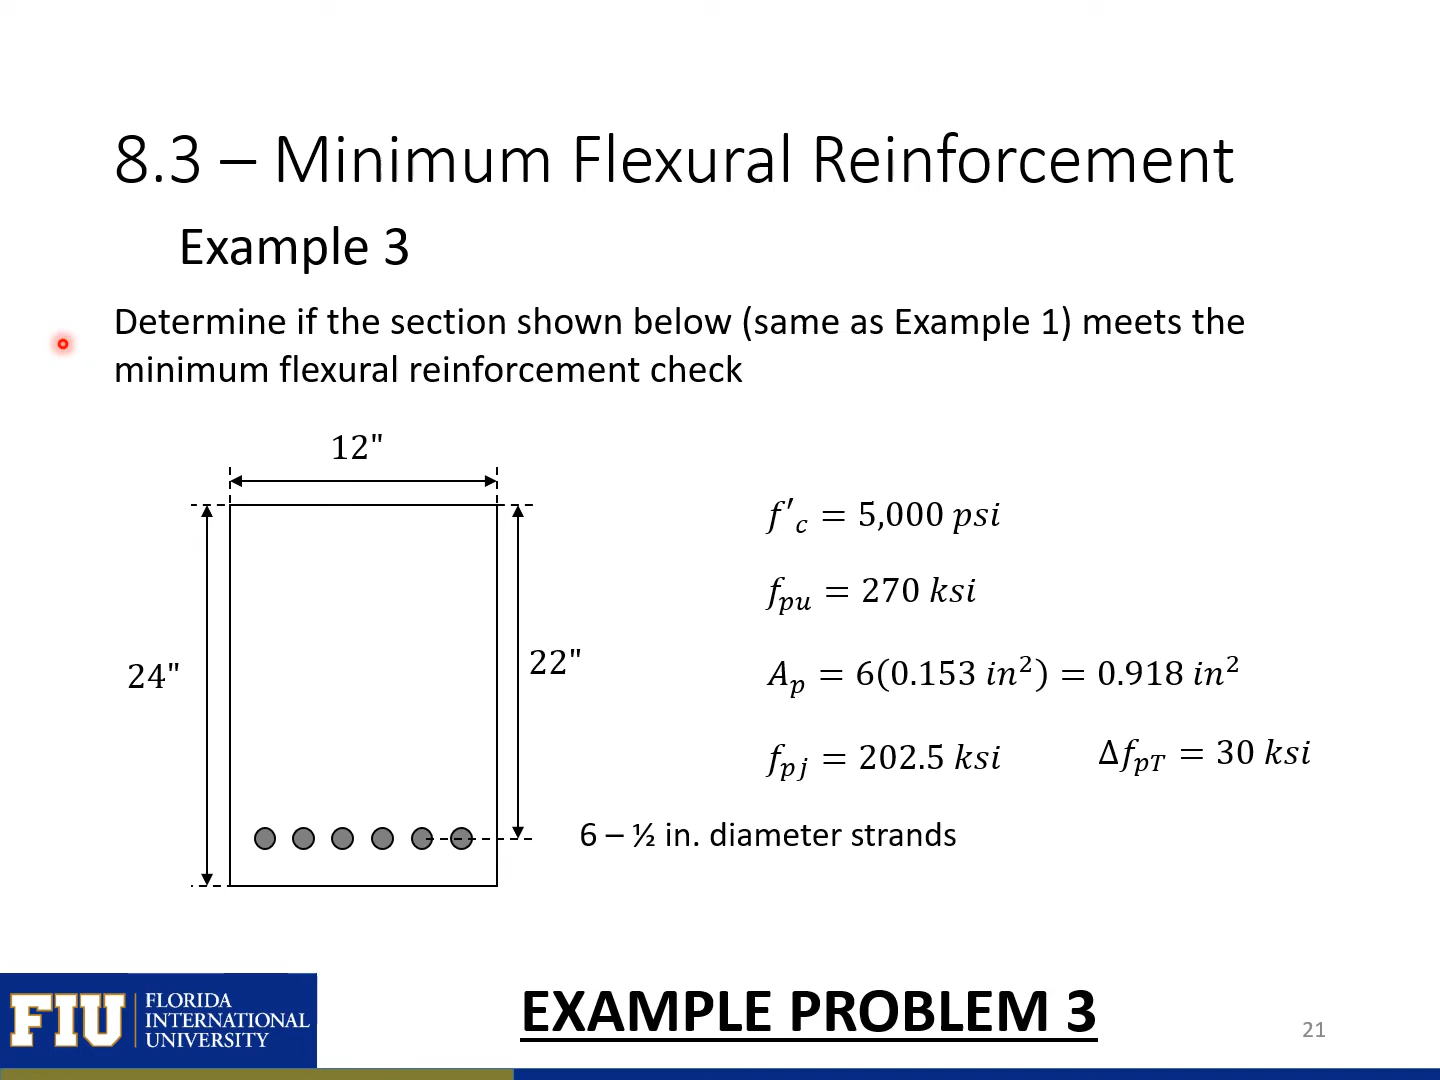 8.3 – Minimum Flexural Reinforcement
Example 3
Determine if the section shown below (same as Example 1) meets the
minimum flexural reinforcement check
12"
24"
22"
f′c = 5,000 psi
fpu = 270 ksi
Ap = 6(0.153 in²) = 0.918 in²
fpj = 202.5 ksi
ΔfpT = 30 ksi
6 – ½ in. diameter strands
FIU
FLORIDA
INTERNATIONAL
UNIVERSITY
EXAMPLE PROBLEM 3
21